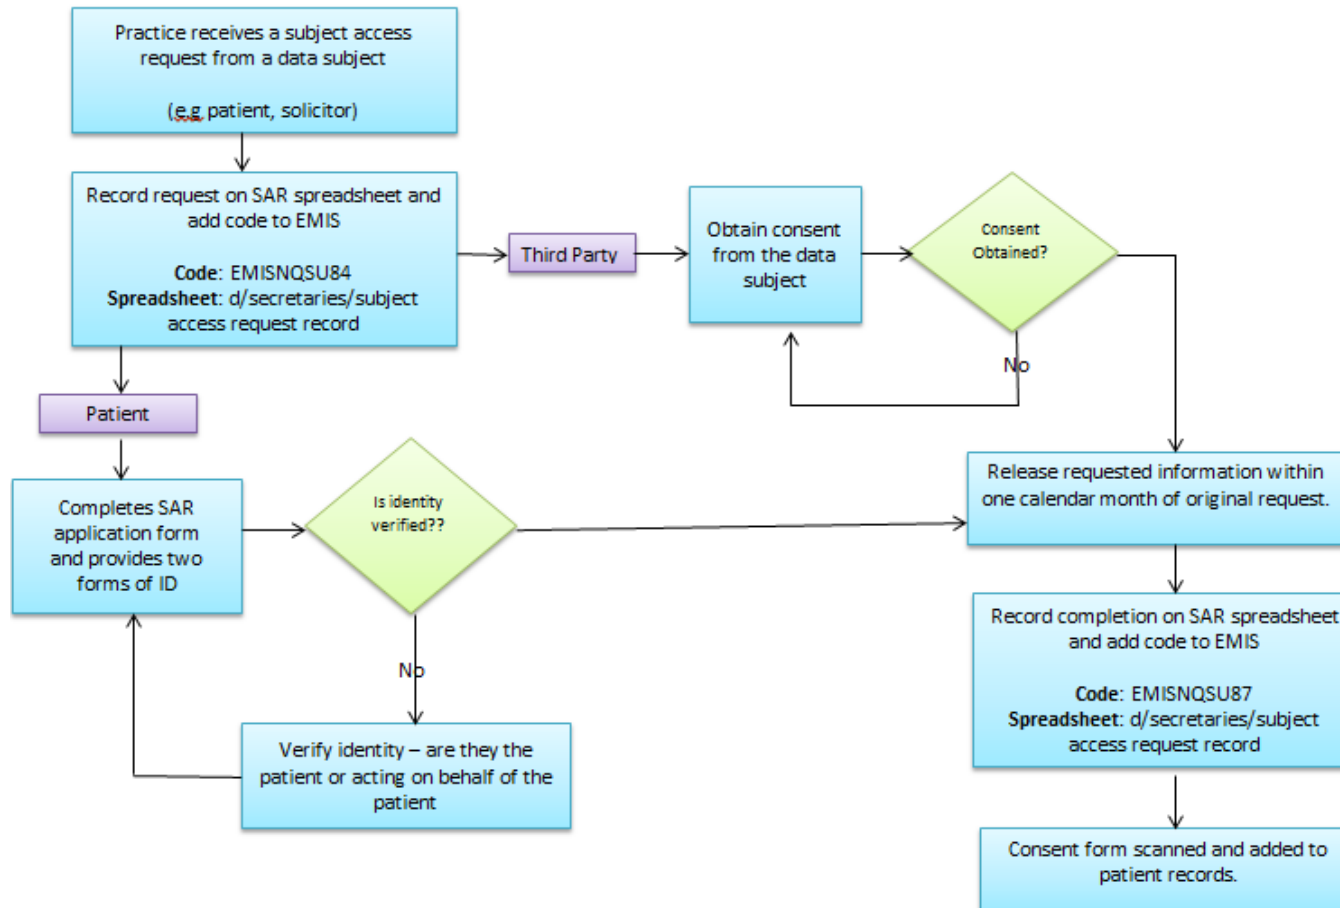 Practice receives a subject access
request from a data subject
(e.g patient, solicitor)
Record request on SAR spreadsheet and
add code to EMIS
Code: EMISNQSU84
Spreadsheet: d/secretaries/subject
access request record
Third Party
Obtain consent
from the data
subject
Consent
Obtained?
No
Patient
Completes SAR
application form
and provides two
forms of ID
Is identity
verified??
No
Verify identity – are they the
patient or acting on behalf of the
patient
Release requested information within
one calendar month of original request.
Record completion on SAR spreadsheet
and add code to EMIS
Code: EMISNQSU87
Spreadsheet: d/secretaries/subject
access request record
Consent form scanned and added to
patient records.